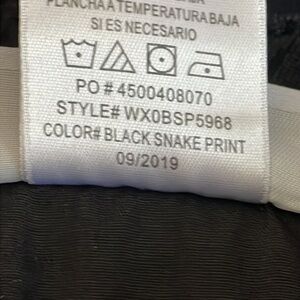 PLANCHA A TEMPERATURA BAJA
SI ES NECESARIO
PO # 4500408070
STYLE# WX0BSP5968
COLOR# BLACK SNAKE PRINT
09/2019